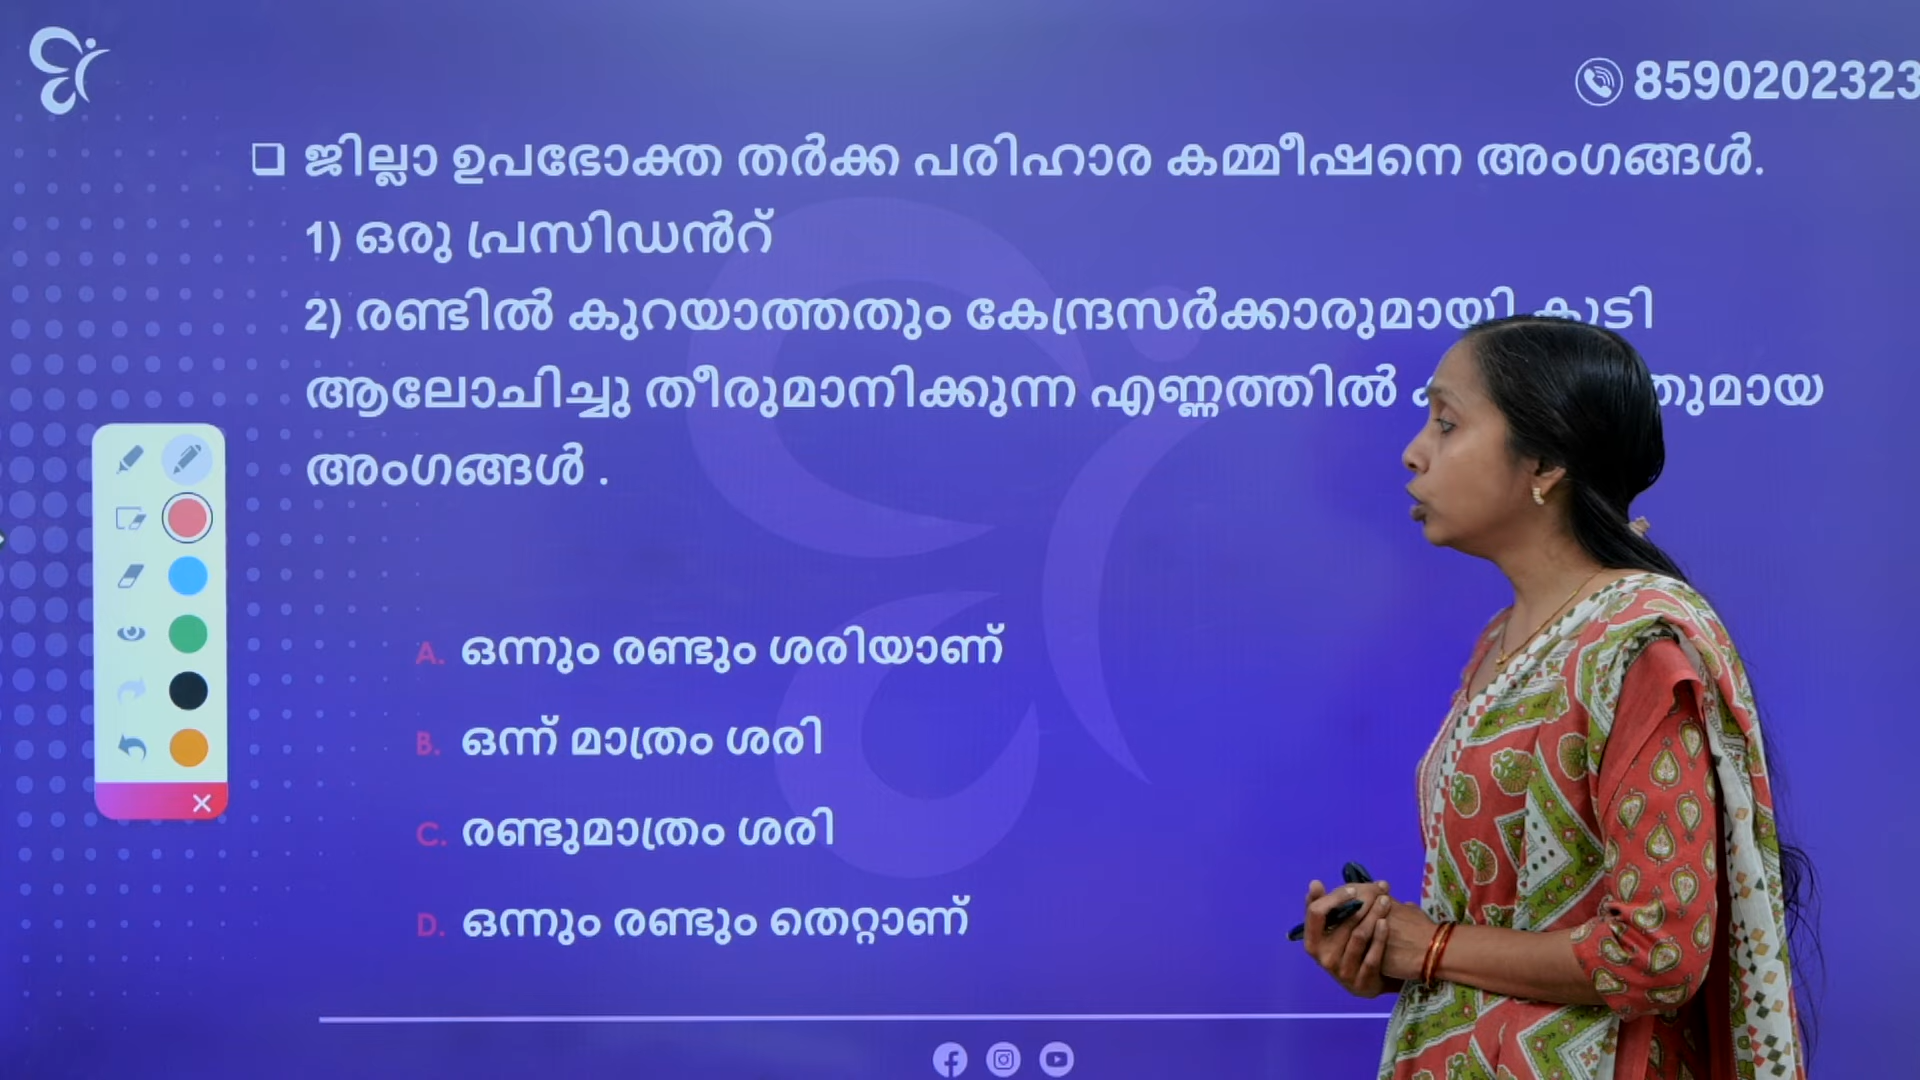 8590202323
❑ ജില്ലാ ഉപഭോക്ത തർക്ക പരിഹാര കമ്മീഷനെ അംഗങ്ങൾ.
1) ഒരു പ്രസിഡൻറ്
2) രണ്ടിൽ കുറയാത്തതും കേന്ദ്രസർക്കാരുമായി കൂടി
ആലോചിച്ചു തീരുമാനിക്കുന്ന എണ്ണത്തിൽ
അംഗങ്ങൾ .
A. ഒന്നും രണ്ടും ശരിയാണ്
B. ഒന്ന് മാത്രം ശരി
C. രണ്ടുമാത്രം ശരി
D. ഒന്നും രണ്ടും തെറ്റാണ്